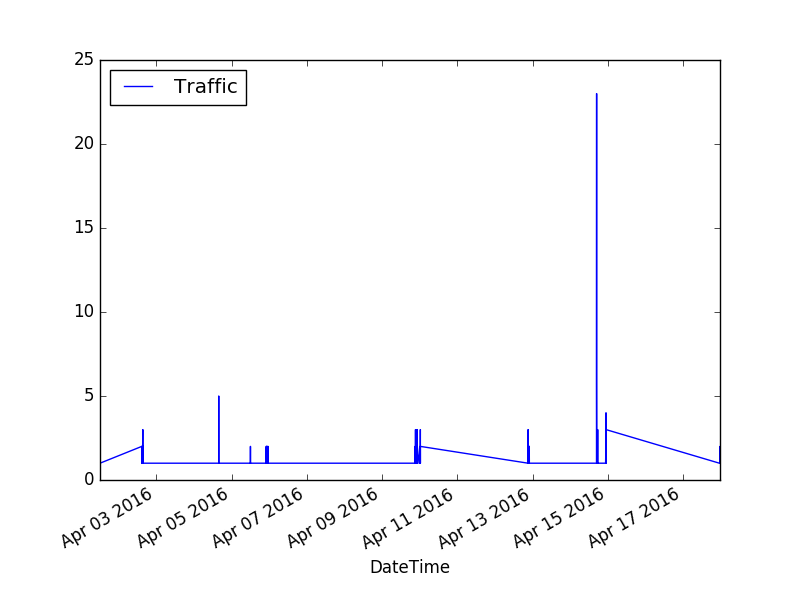 25
Traffic
20
15
10
5
0
Apr 03 2016
Apr 05 2016
Apr 07 2016
Apr 09 2016
Apr 11 2016
Apr 13 2016
Apr 15 2016
Apr 17 2016
DateTime